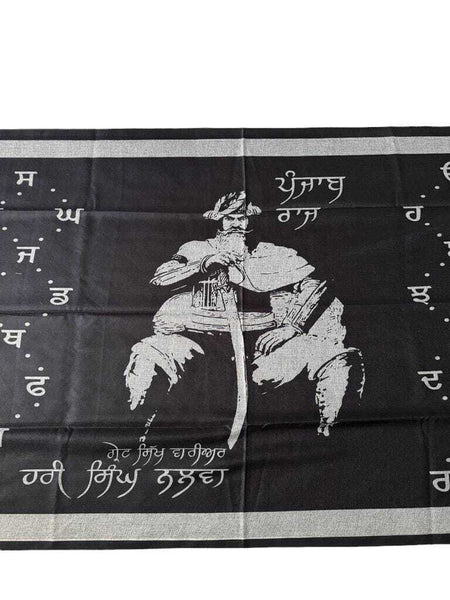 ਸ
ਘ
ਜ
ਡ
ਬ
ਫ
ਪੰਜਾਬ
ਰਾਜ
ਹ
ਝ
ਦ
ਗ੍ਰੇਟ ਸਿੱਖ ਵਾਰੀਅਰ
ਹਰੀ ਸਿੰਘ ਨਲਵਾ